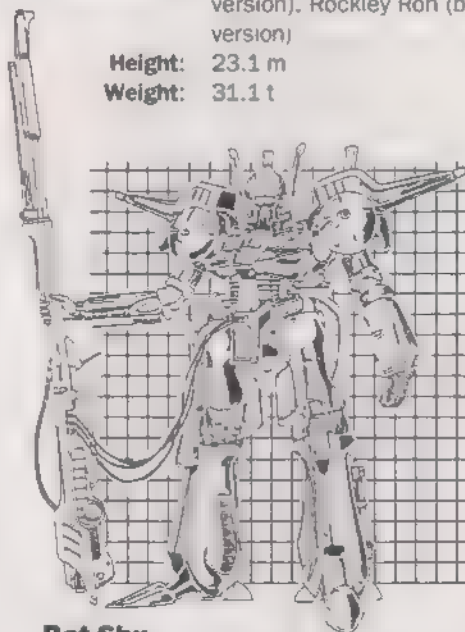 version). Rockley Ron (b
version)
Height: 23.1 m
Weight: 31.1 t